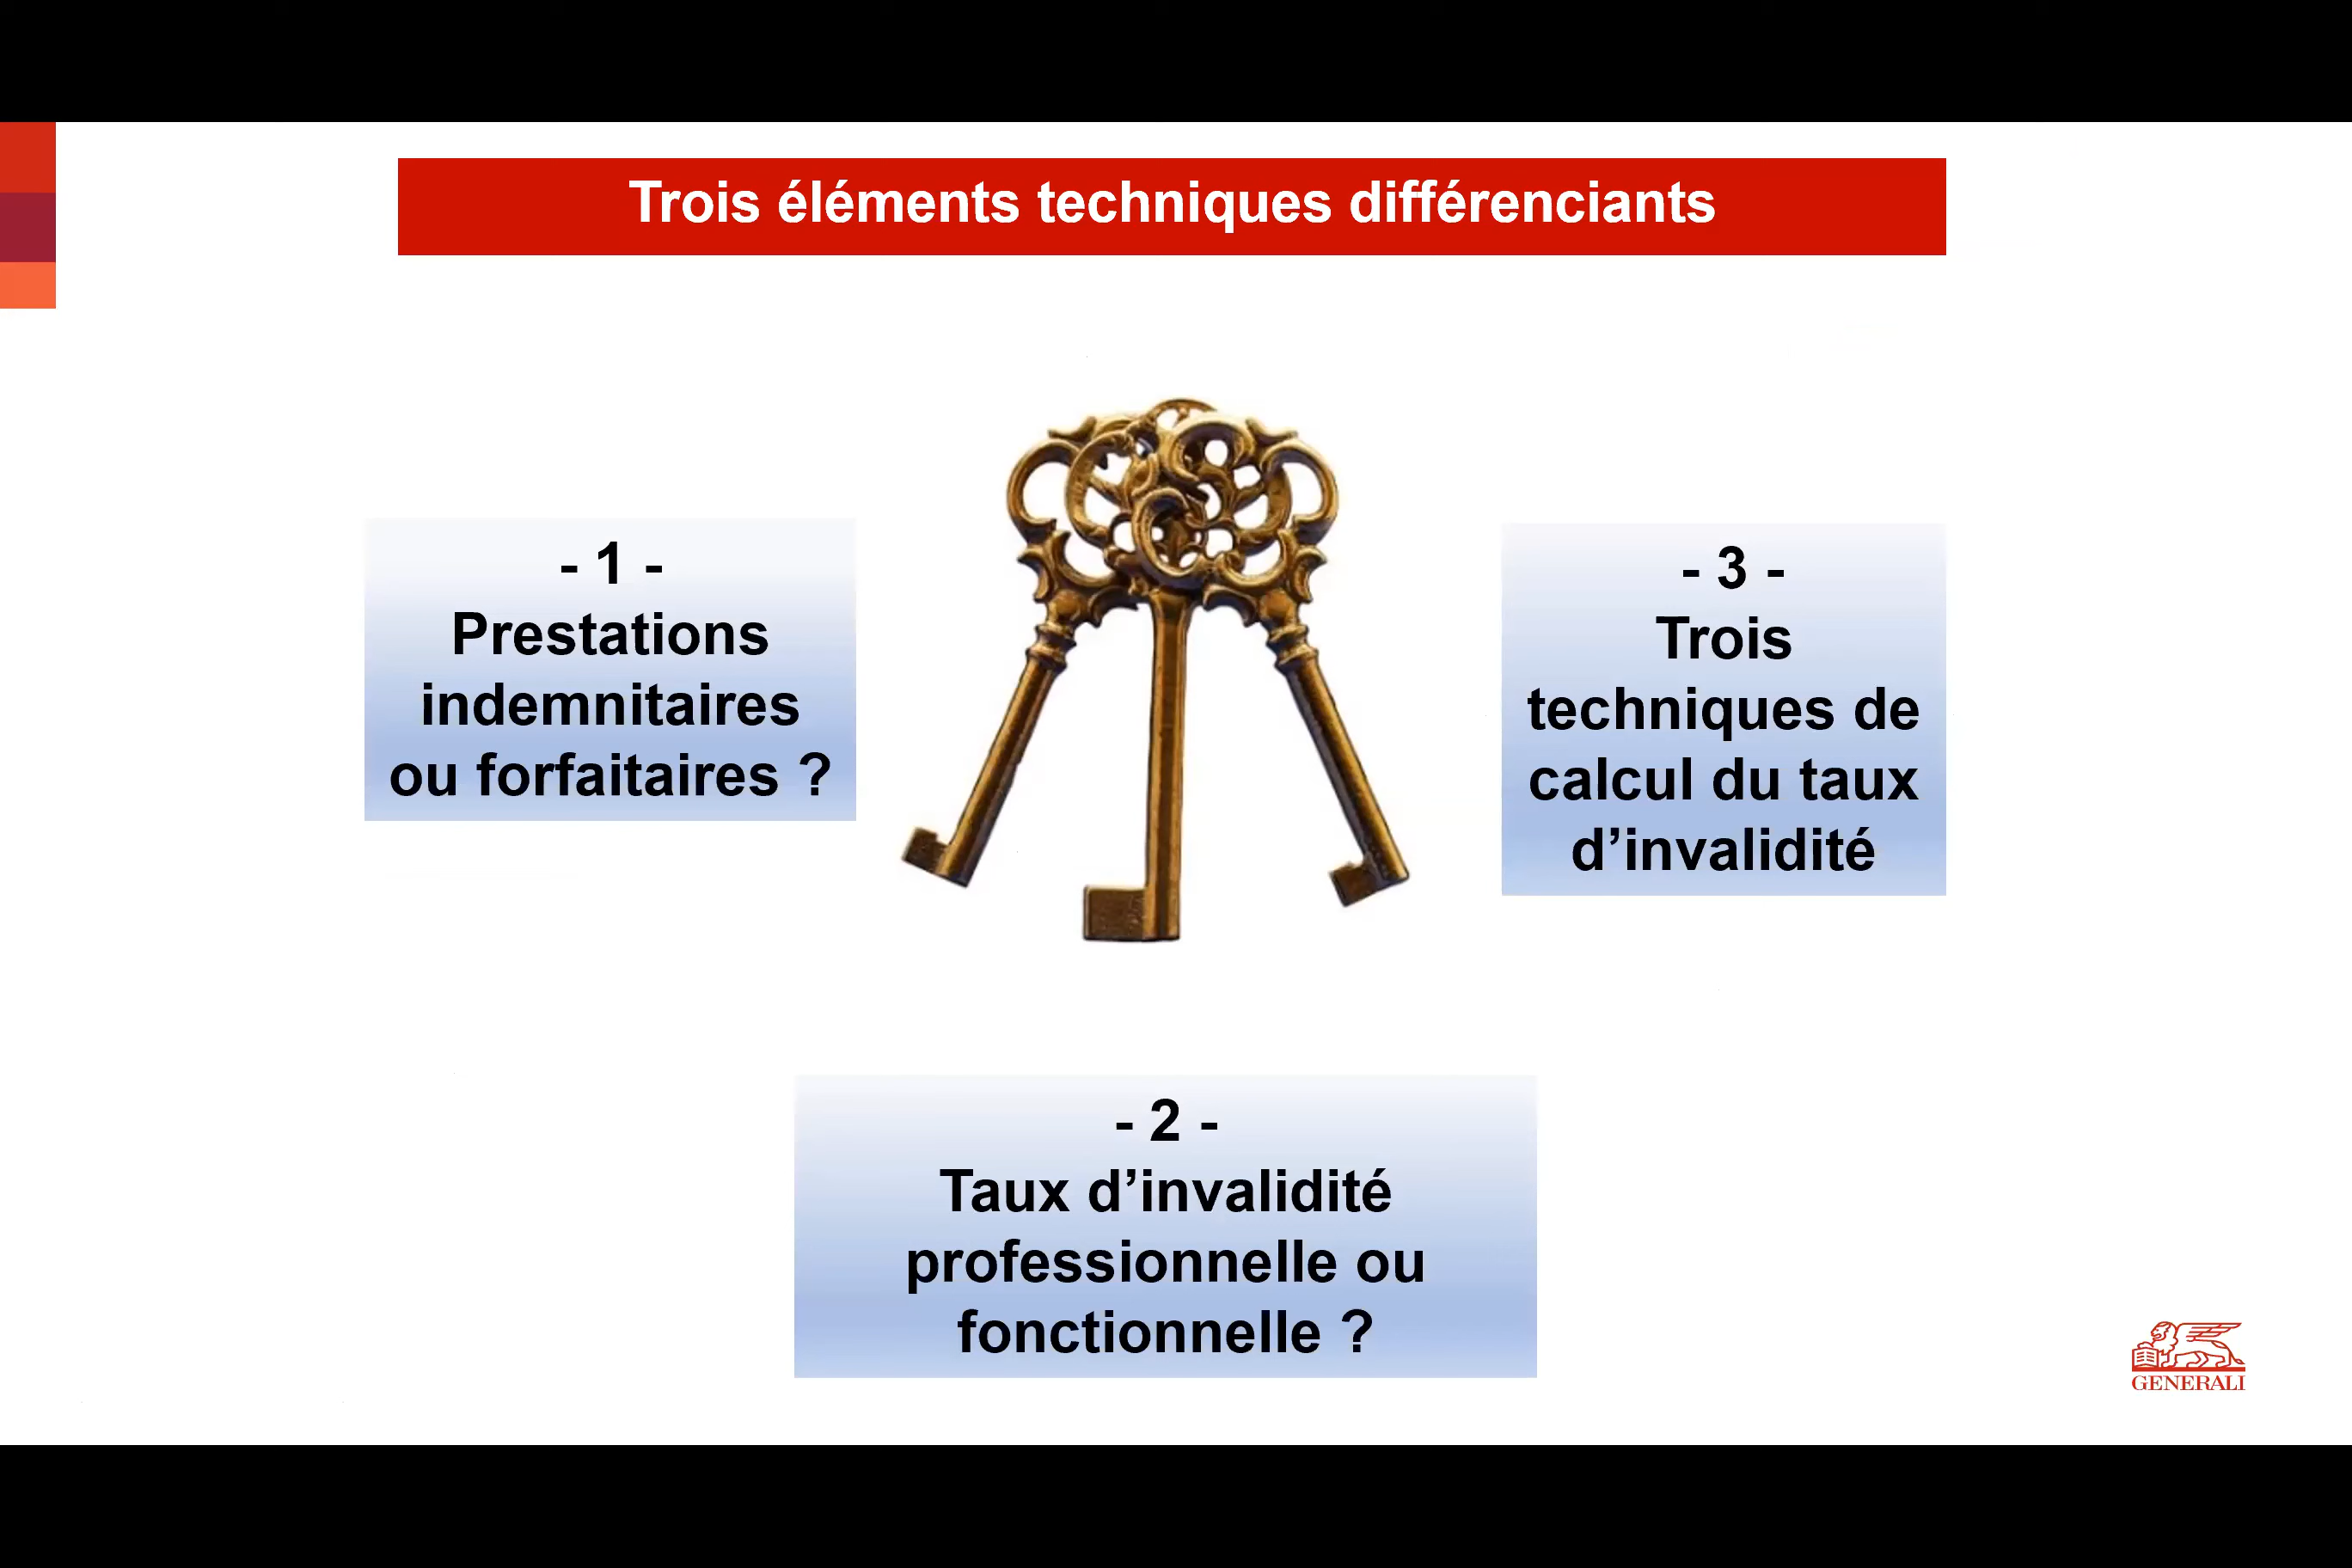 Trois éléments techniques différenciants
- 1 -
Prestations
indemnitaires
ou forfaitaires ?
- 3 -
Trois
techniques de
calcul du taux
d’invalidité
- 2 -
Taux d’invalidité
professionnelle ou
fonctionnelle ?
GENERALI